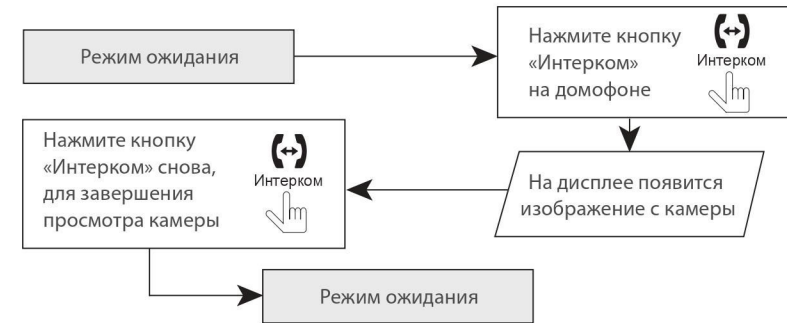 Режим ожидания
Нажмите кнопку
«Интерком»
на домофоне
Интерком
На дисплее появится
изображение с камеры
Нажмите кнопку
«Интерком» снова,
для завершения
просмотра камеры
Интерком
Режим ожидания